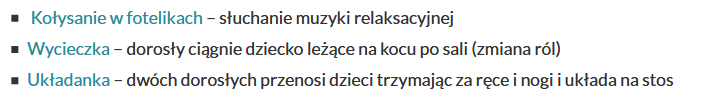 ▪ Kołysanie w fotelikach – słuchanie muzyki relaksacyjnej
▪ Wycieczka – dorosły ciągnie dziecko leżące na kocu po sali (zmiana ról)
▪ Układanka – dwóch dorosłych przenosi dzieci trzymając za ręce i nogi i układa na stos